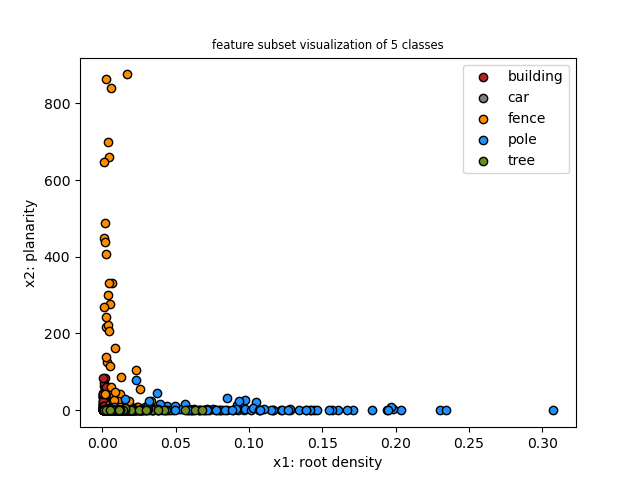 feature subset visualization of 5 classes
building
car
fence
pole
tree
x2: planarity
800
600
400
200
0
0.00 0.05 0.10 0.15 0.20 0.25 0.30
x1: root density